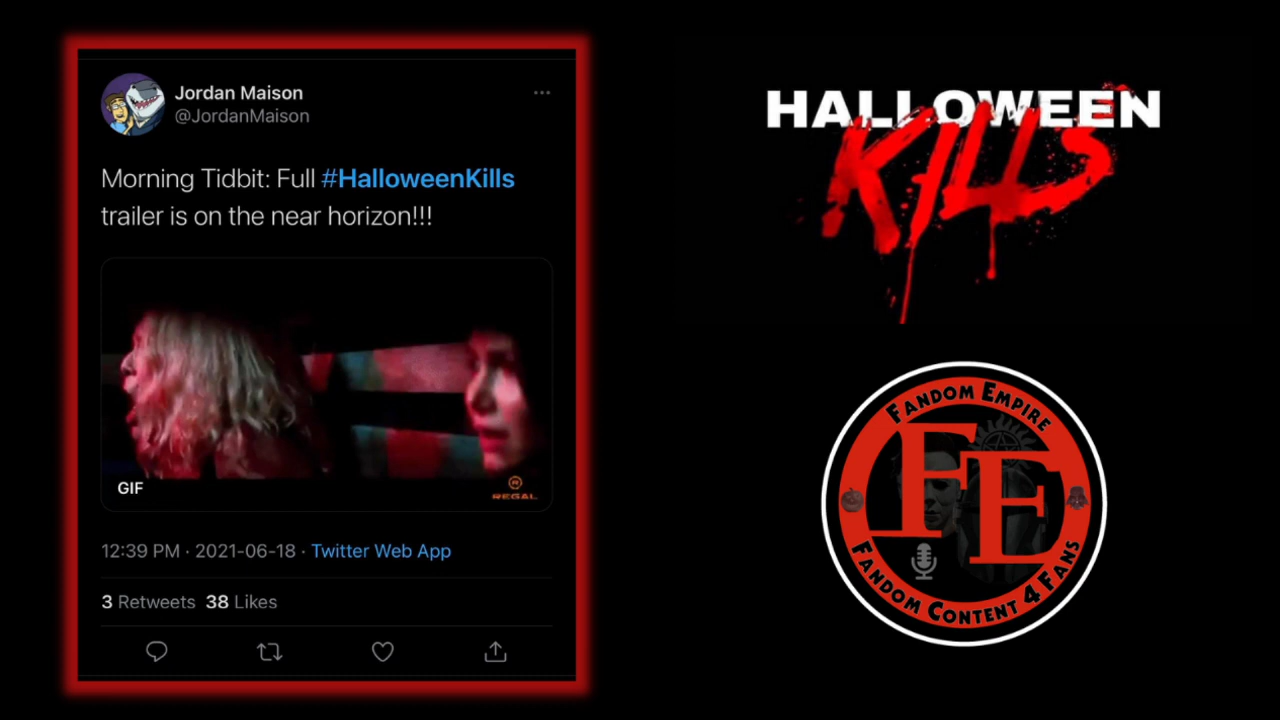 Jordan Maison
@JordanMaison
Morning Tidbit: Full #HalloweenKills
trailer is on the near horizon!!!
GIF
REGAL
12:39 PM · 2021-06-18 · Twitter Web App
3 Retweets 38 Likes
HALLOWEEN
KILLS
FANDOM EMPIRE
FE
FANDOM CONTENT 4 FANS